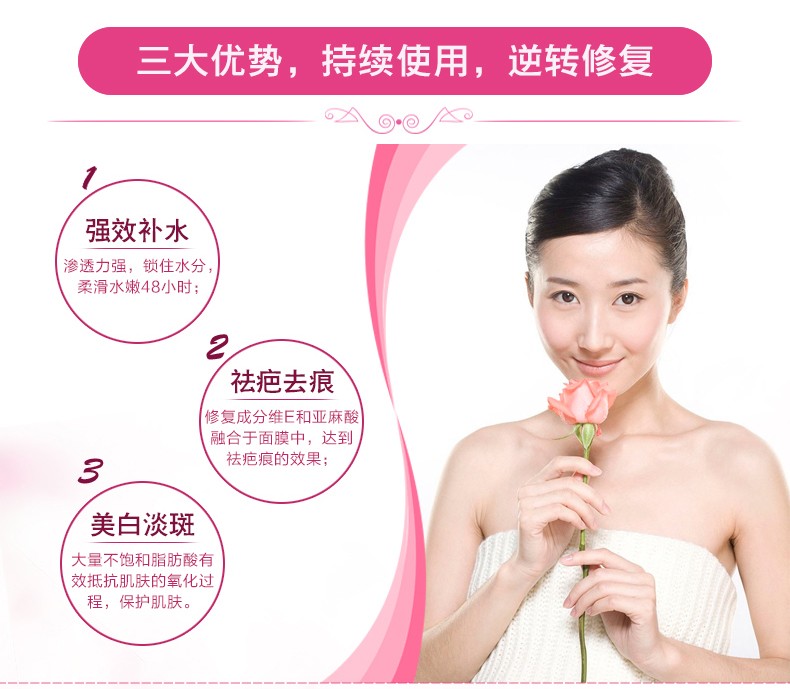 三大优势，持续使用，逆转修复
1
强效补水
渗透力强，锁住水分，
柔滑水嫩48小时；
2
祛疤去痕
修复成分维E和亚麻酸
融合于面膜中，达到
祛疤痕的效果；
3
美白淡斑
大量不饱和脂肪酸有
效抵抗肌肤的氧化过
程，保护肌肤。